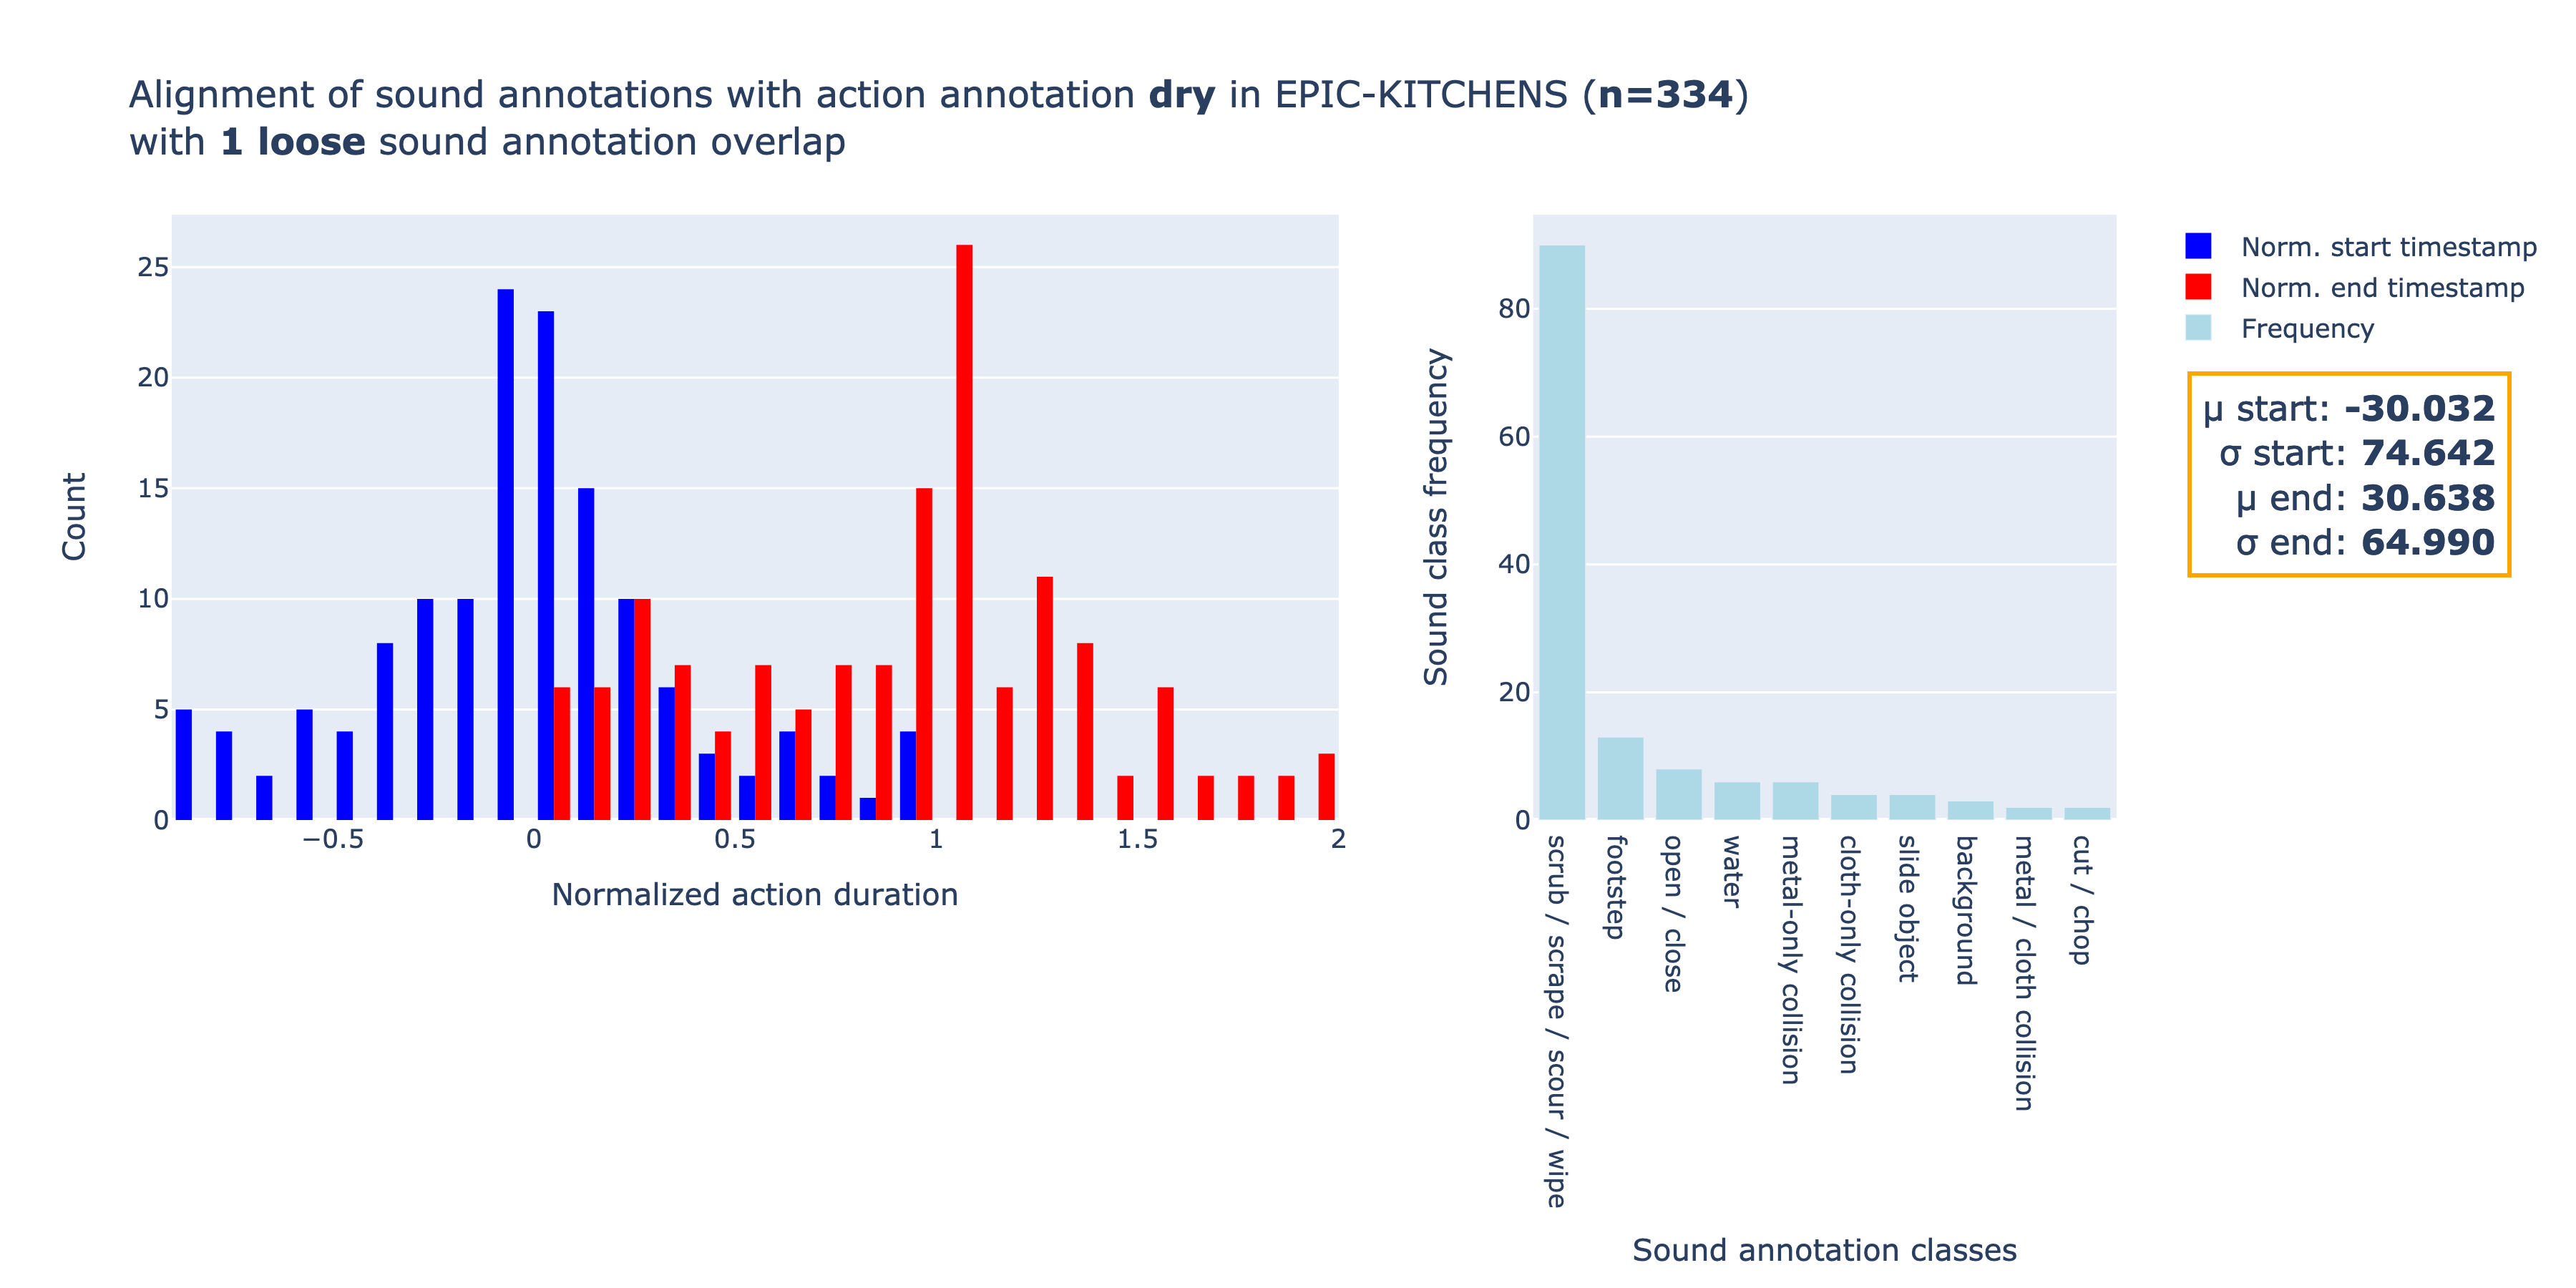 Alignment of sound annotations with action annotation dry in EPIC-KITCHENS (n=334)
with 1 loose sound annotation overlap
Count
25
20
15
10
5
0
−0.5
0
0.5
1
1.5
2
Normalized action duration
Sound class frequency
80
60
40
20
0
scrub / scrape / scour / wipe
footstep
open / close
water
metal-only collision
cloth-only collision
slide object
background
metal / cloth collision
cut / chop
Sound annotation classes
Norm. start timestamp
Norm. end timestamp
Frequency
μ start: -30.032
σ start: 74.642
μ end: 30.638
σ end: 64.990